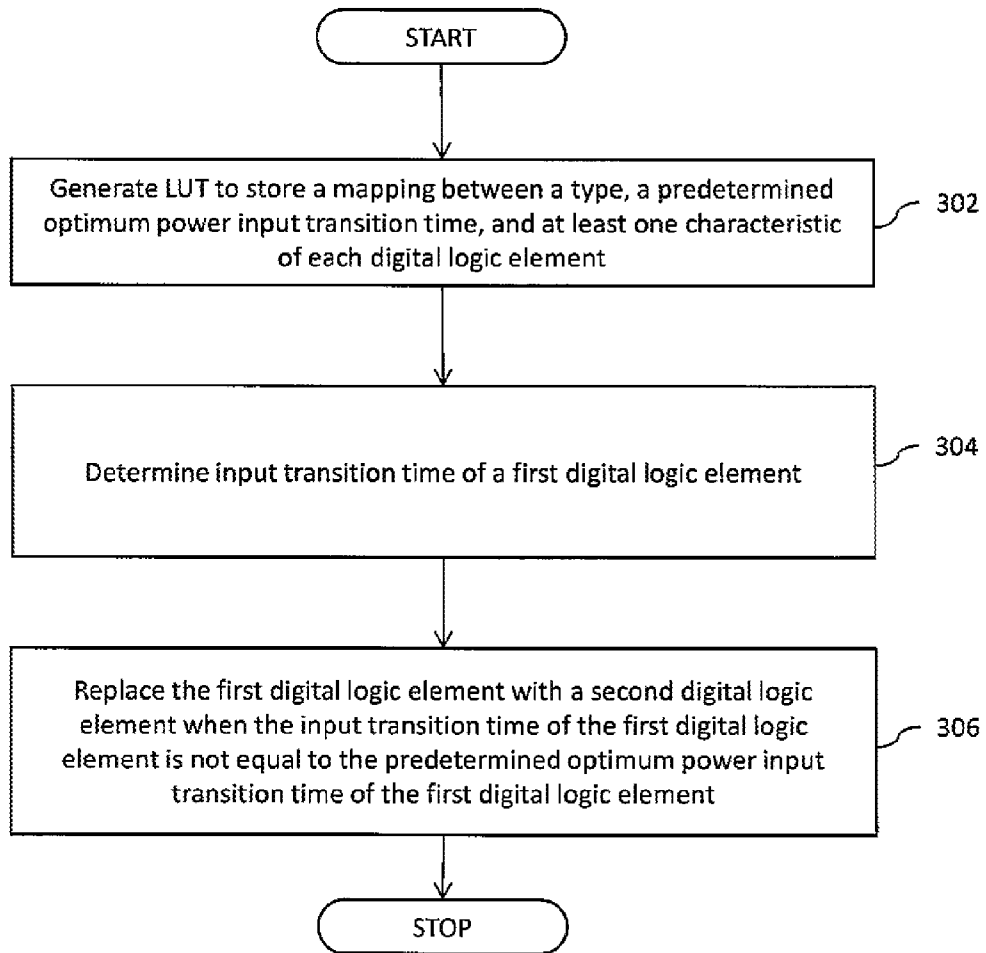 START
Generate LUT to store a mapping between a type, a predetermined
optimum power input transition time, and at least one characteristic
of each digital logic element
302
Determine input transition time of a first digital logic element
304
Replace the first digital logic element with a second digital logic
element when the input transition time of the first digital logic
element is not equal to the predetermined optimum power input
transition time of the first digital logic element
306
STOP